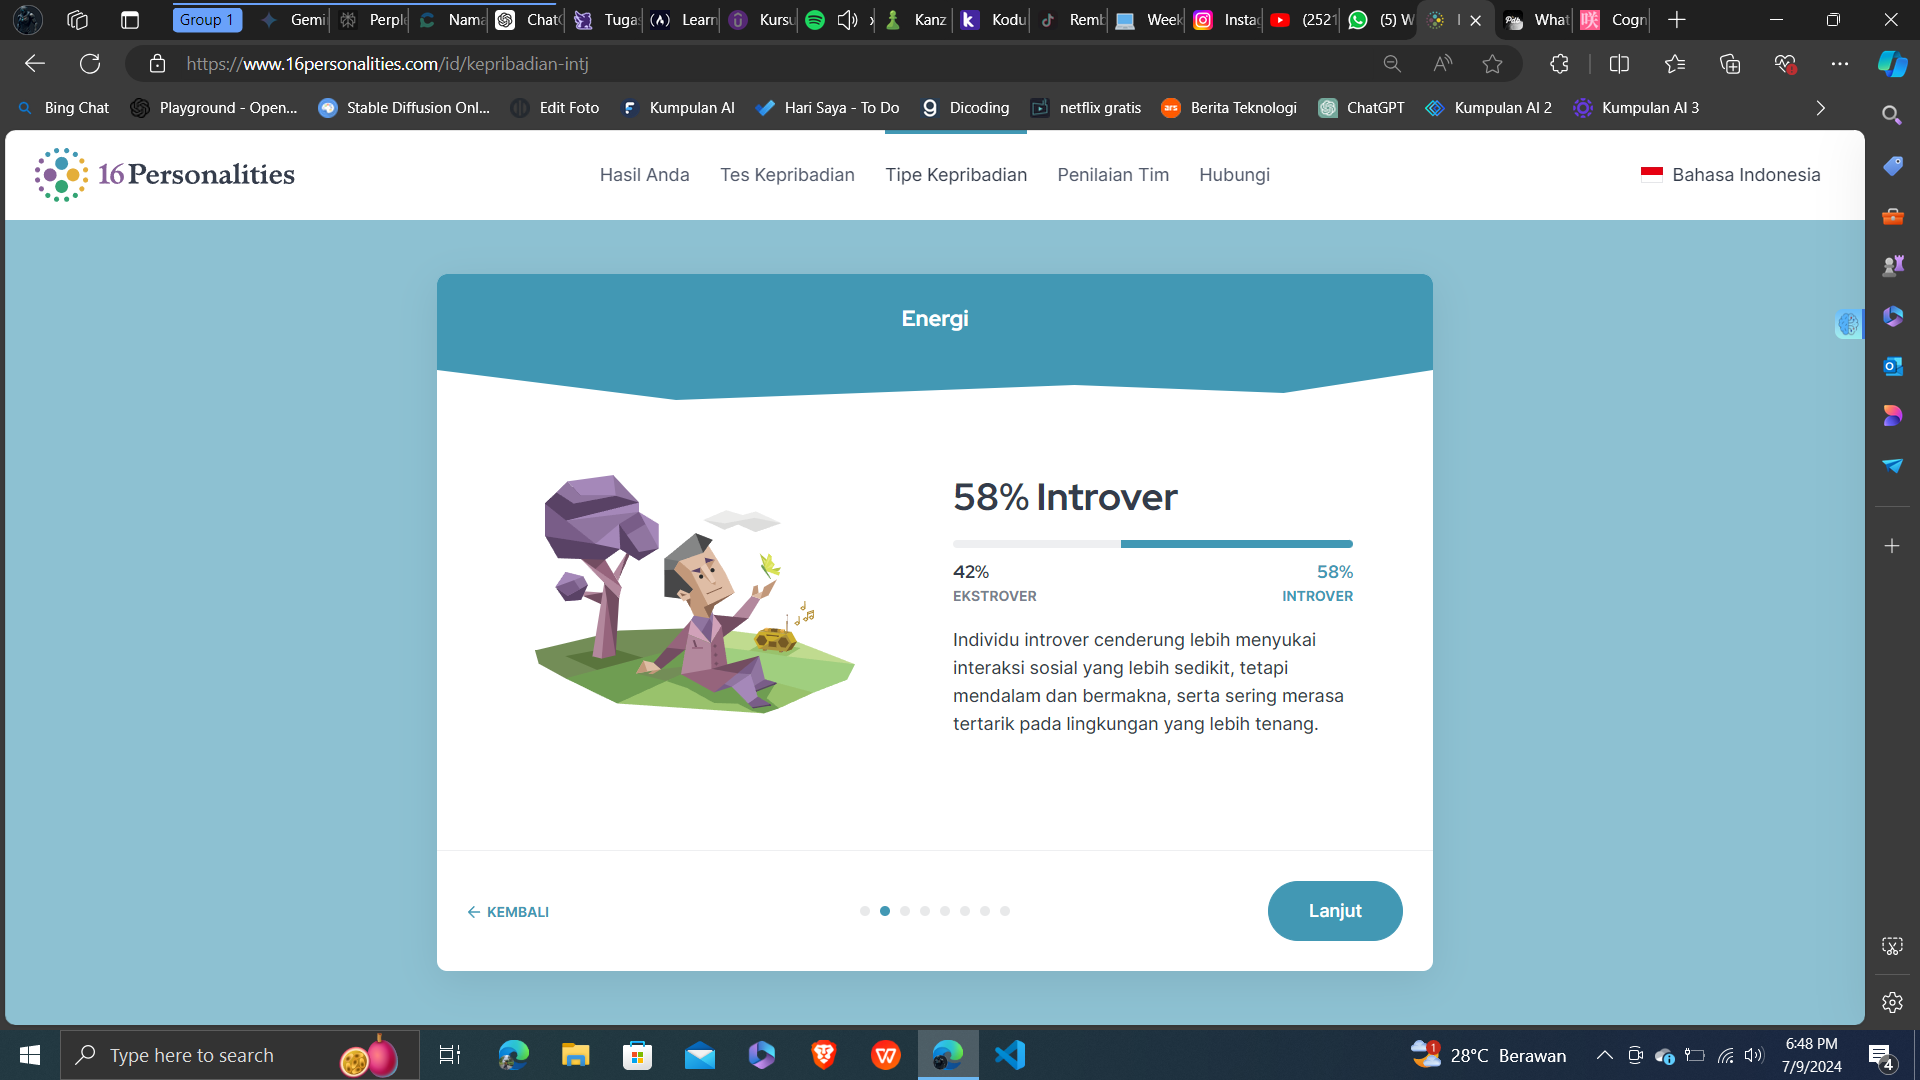 Group 1
Gemi
Perple
Nama
Chat
Tuga
Learn
Kursu
Kanz
Kodu
Remb
Week
Insta
(2521
(5) W
What
Cogn
https://www.16personalities.com/id/kepribadian-intj
Bing Chat
Playground - Open...
Stable Diffusion Onl...
Edit Foto
Kumpulan AI
Hari Saya - To Do
Dicoding
netflix gratis
Berita Teknologi
ChatGPT
Kumpulan AI 2
Kumpulan AI 3
16Personalities
Hasil Anda
Tes Kepribadian
Tipe Kepribadian
Penilaian Tim
Hubungi
Bahasa Indonesia
Energi
58% Introver
42%
58%
EKSTROVER
INTROVER
Individu introver cenderung lebih menyukai
interaksi sosial yang lebih sedikit, tetapi
mendalam dan bermakna, serta sering merasa
tertarik pada lingkungan yang lebih tenang.
← KEMBALI
Lanjut
Type here to search
1
28°C Berawan
6:48 PM
7/9/2024
4